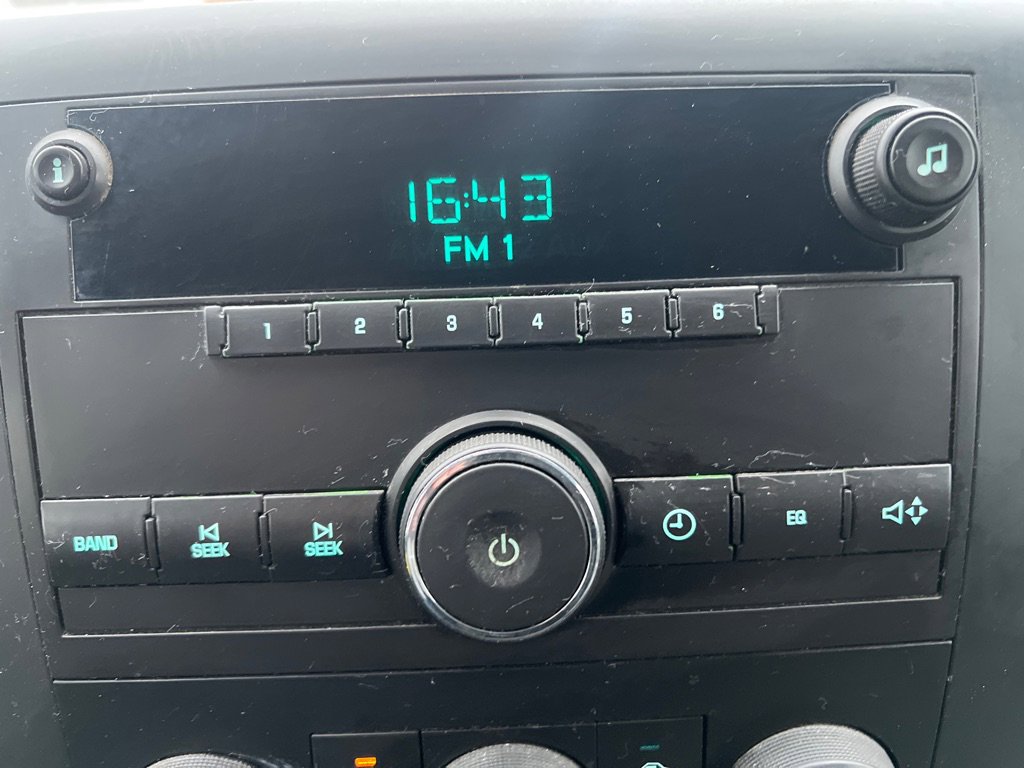 i
16:43
FM 1
1 2 3 4 5 6
BAND SEEK SEEK EQ